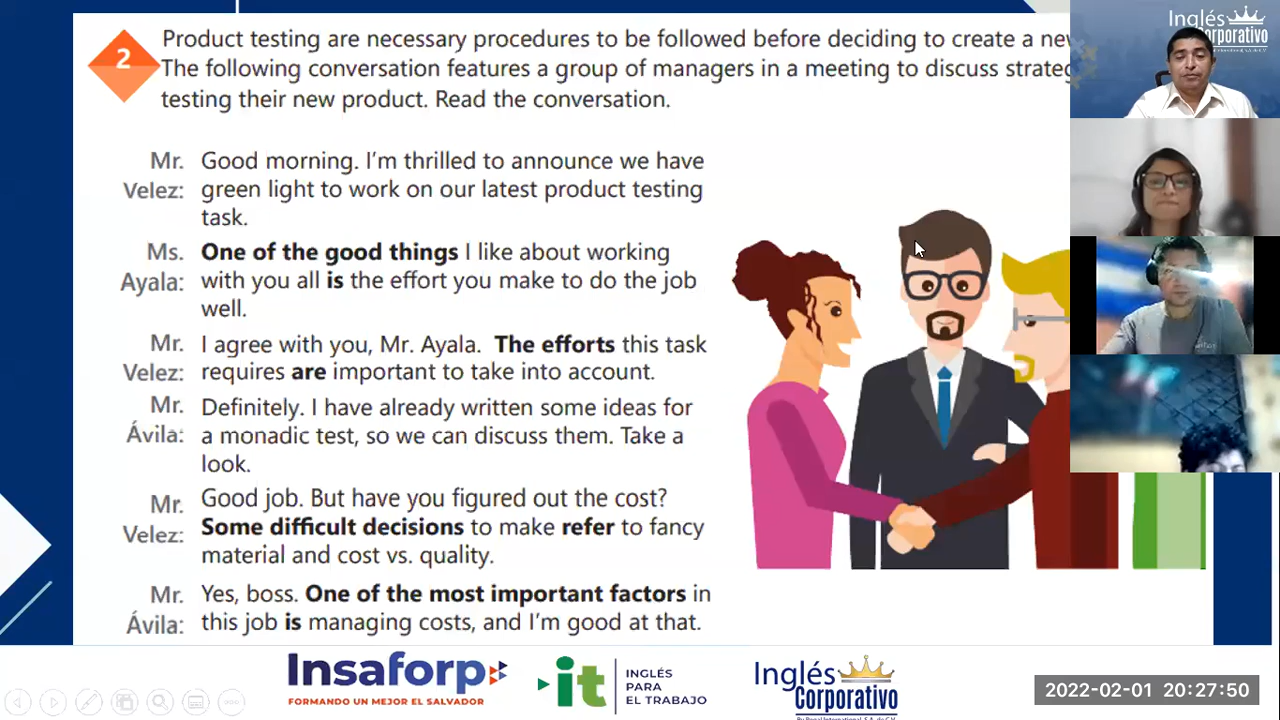 2
Product testing are necessary procedures to be followed before deciding to create a
The following conversation features a group of managers in a meeting to discuss
testing their new product. Read the conversation.
Mr. Velez:
Good morning. I'm thrilled to announce we have
green light to work on our latest product testing
task.
Ms. Ayala:
One of the good things I like about working
with you all is the effort you make to do the job
well.
Mr. Velez:
I agree with you, Mr. Ayala. The efforts this task
requires are important to take into account.
Mr. Ávila:
Definitely. I have already written some ideas for
a monadic test, so we can discuss them. Take a
look.
Mr. Velez:
Good job. But have you figured out the cost?
Some difficult decisions to make refer to fancy
material and cost vs. quality.
Mr. Ávila:
Yes, boss. One of the most important factors in
this job is managing costs, and I'm good at that.
Inglés
Corporativo
Insaforp
FORMANDO UN MEJOR EL SALVADOR
it
INGLÉS
PARA
EL TRABAJO
Inglés
Corporativo
2022-02-01 20:27:50